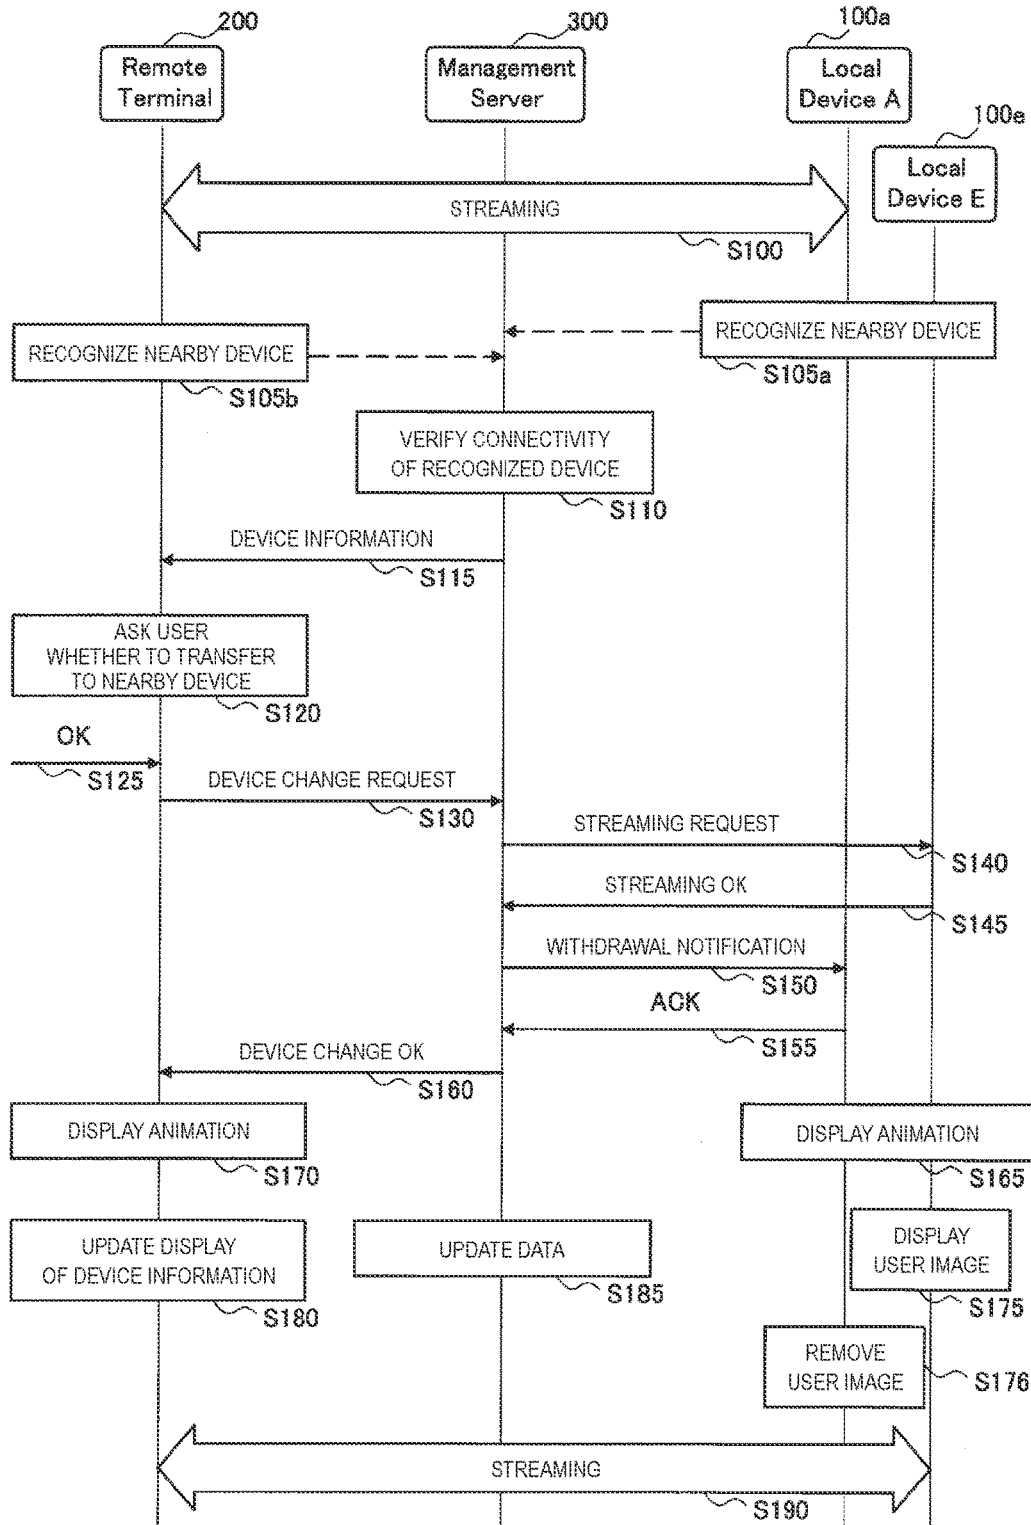 200
300
100a
Remote
Terminal
Management
Server
Local
Device A
100e
Local
Device E
STREAMING
S100
RECOGNIZE NEARBY DEVICE
S105a
RECOGNIZE NEARBY DEVICE
S105b
VERIFY CONNECTIVITY
OF RECOGNIZED DEVICE
S110
DEVICE INFORMATION
S115
ASK USER
WHETHER TO TRANSFER
TO NEARBY DEVICE
S120
OK
S125
DEVICE CHANGE REQUEST
S130
STREAMING REQUEST
S140
STREAMING OK
S145
WITHDRAWAL NOTIFICATION
S150
ACK
S155
DEVICE CHANGE OK
S160
DISPLAY ANIMATION
S170
DISPLAY ANIMATION
S165
UPDATE DISPLAY
OF DEVICE INFORMATION
S180
UPDATE DATA
S185
DISPLAY
USER IMAGE
S175
REMOVE
USER IMAGE
S176
STREAMING
S190